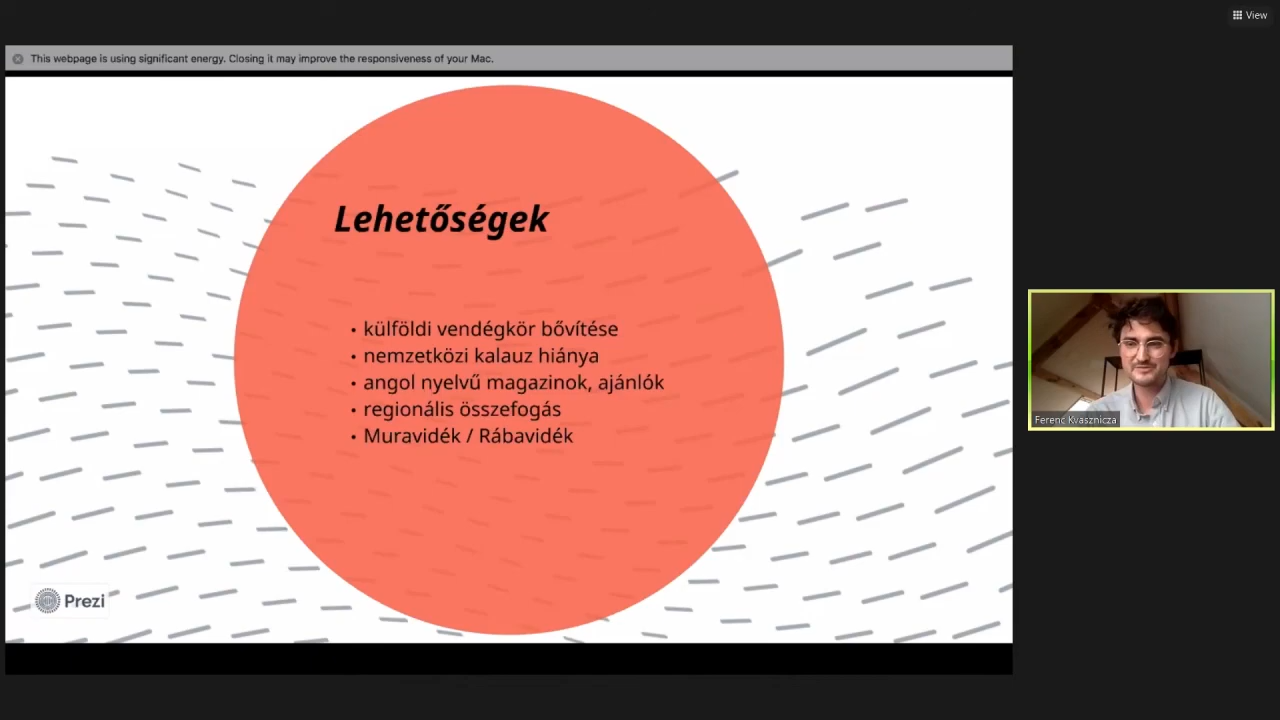 View
This webpage is using significant energy. Closing it may improve the responsiveness of your Mac.
Lehetőségek
• külföldi vendégkör bővítése
• nemzetközi kalauz hiánya
• angol nyelvű magazinok, ajánlók
• regionális összefogás
• Muravidék / Rábavidék
Prezi
Ferenc Kvasznicza